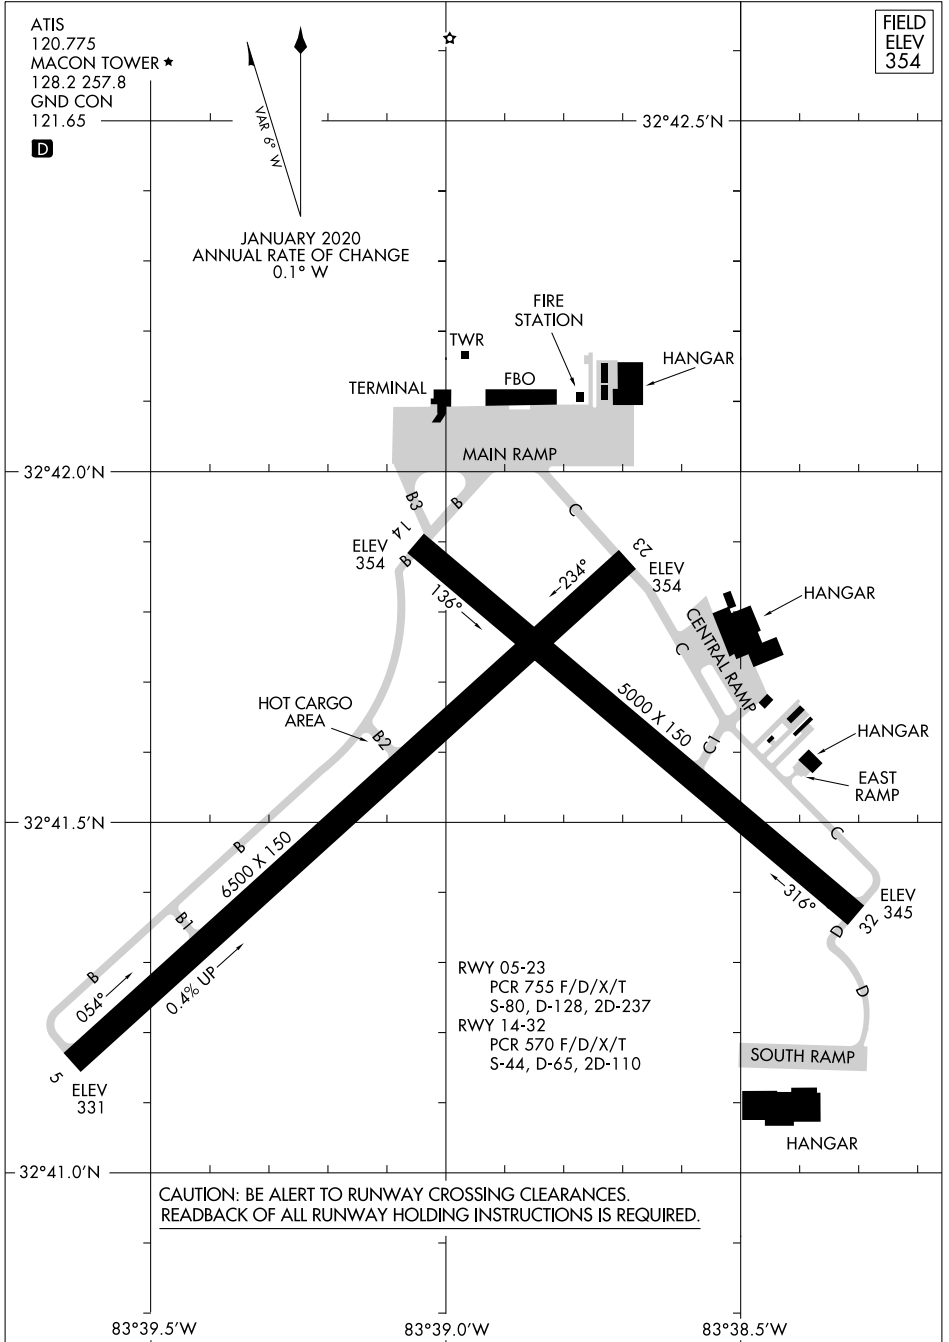 ATIS
120.775
MACON TOWER ★
128.2 257.8
GND CON
121.65
D
FIELD
ELEV
354
VAR 6° W
JANUARY 2020
ANNUAL RATE OF CHANGE
0.1° W
32°42.5'N
FIRE
STATION
TWR
HANGAR
TERMINAL
FBO
MAIN RAMP
32°42.0'N
B3
B
C
14
23
ELEV
354
B
ELEV
354
136°
234°
HANGAR
CENTRAL RAMP
C
HOT CARGO
AREA
B2
5000 X 150
C1
HANGAR
EAST
RAMP
32°41.5'N
C
B
6500 X 150
316°
ELEV
345
32
D
B1
B
054°
0.4% UP
D
RWY 05-23
PCR 755 F/D/X/T
S-80, D-128, 2D-237
RWY 14-32
PCR 570 F/D/X/T
S-44, D-65, 2D-110
SOUTH RAMP
5
ELEV
331
HANGAR
32°41.0'N
CAUTION: BE ALERT TO RUNWAY CROSSING CLEARANCES.
READBACK OF ALL RUNWAY HOLDING INSTRUCTIONS IS REQUIRED.
83°39.5'W
83°39.0'W
83°38.5'W